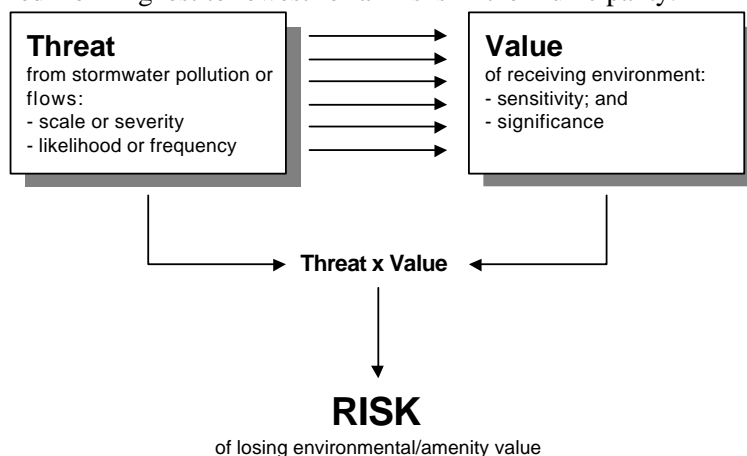 Threat
from stormwater pollution or
flows:
- scale or severity
- likelihood or frequency
Value
of receiving environment:
- sensitivity; and
- significance
Threat x Value
RISK
of losing environmental/amenity value